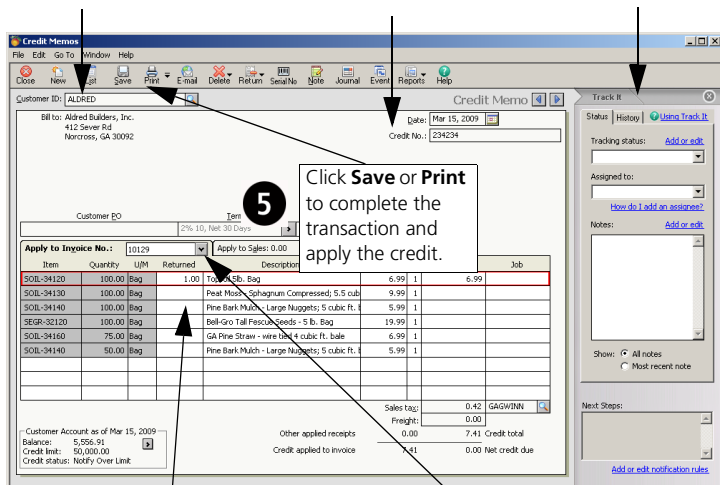 Credit Memos
File Edit Go To Window Help
Close New List Save Print E-mail Delete Return Serial No Note Journal Event Reports Help
Customer ID: ALDRED
Credit Memo
Bill to: Aldred Builders, Inc.
412 Sever Rd
Norcross, GA 30092
Date: Mar 15, 2009
Credit No.: 234234
5
Click Save or Print
to complete the
transaction and
apply the credit.
Customer PO
2% 10, Net 30 Days
Apply to Invoice No.: 10129
Apply to Sales: 0.00
Item Quantity U/M Returned Description Job
SOIL-34120 100.00 Bag 1.00 5lb. Bag 6.99 1 6.99
SOIL-34130 100.00 Bag Peat Moss - Sphagnum Compressed; 5.5 cub 6.99 1
SOIL-34140 100.00 Bag Pine Bark Mulch - Large Nuggets; 5 cubic ft. 5.99 1
SEGR-32120 100.00 Bag Bell-Gro Tall Fescue Seeds - 5 lb. Bag 19.99 1
SOIL-34160 75.00 Bag GA Pine Straw - wire tied 4 cubic ft. bale 6.99 1
SOIL-34140 50.00 Bag Pine Bark Mulch - Large Nuggets; 5 cubic ft. 5.99 1
Sales tax: 0.42 GAGWINN
Freight: 0.00
Other applied receipts 0.00 7.41 Credit total
Credit applied to invoice 7.41 0.00 Net credit due
Customer Account as of Mar 15, 2009
Balance: 5,556.91
Credit limit: 50,000.00
Credit status: Notify Over Limit
Track It
Status History Using Track It
Tracking status: Add or edit
Assigned to:
How do I add an assignee?
Notes: Add or edit
Show: All notes
Most recent note
Next Steps:
Add or edit notification rules